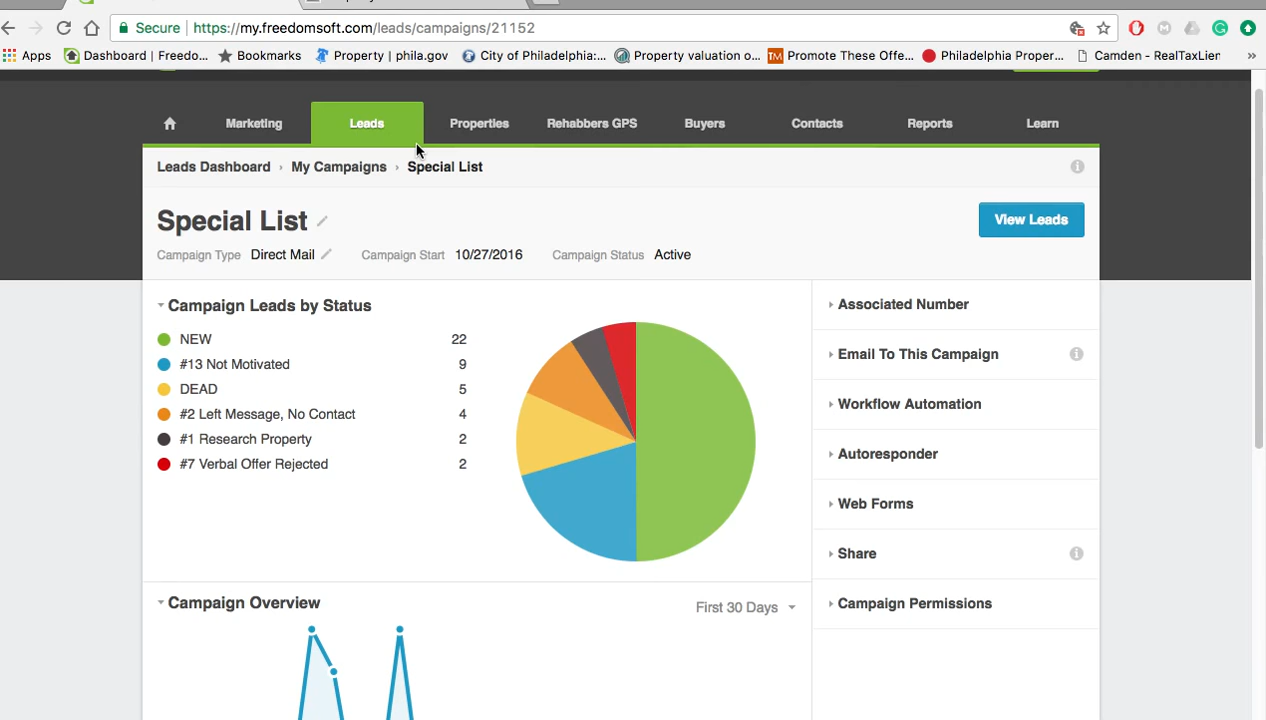 Secure https://my.freedomsoft.com/leads/campaigns/21152
Apps Dashboard | Freedo... Bookmarks Property | phila.gov City of Philadelphia:... Property valuation o... TM Promote These Offe... Philadelphia Proper... Camden - RealTaxLien »
Marketing Leads Properties Rehabbers GPS Buyers Contacts Reports Learn
Leads Dashboard › My Campaigns › Special List
Special List
View Leads
Campaign Type Direct Mail Campaign Start 10/27/2016 Campaign Status Active
Campaign Leads by Status
NEW 22
#13 Not Motivated 9
DEAD 5
#2 Left Message, No Contact 4
#1 Research Property 2
#7 Verbal Offer Rejected 2
Associated Number
Email To This Campaign
Workflow Automation
Autoresponder
Web Forms
Share
Campaign Permissions
Campaign Overview
First 30 Days